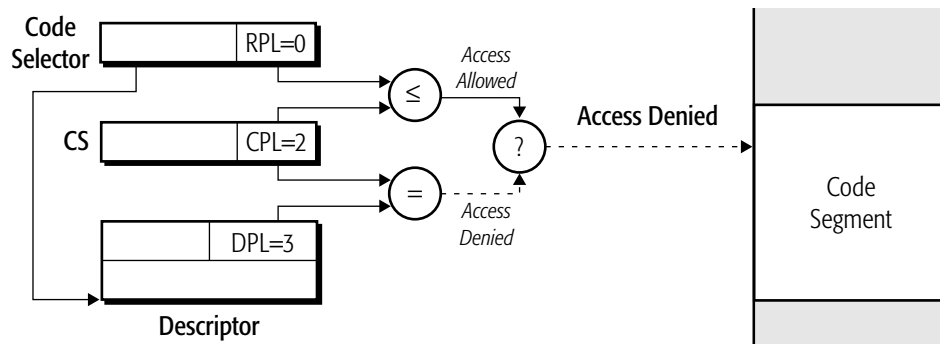 Code
Selector
RPL=0
Access
Allowed
≤
CS
CPL=2
Access Denied
?
=
Access
Denied
Code
Segment
DPL=3
Descriptor